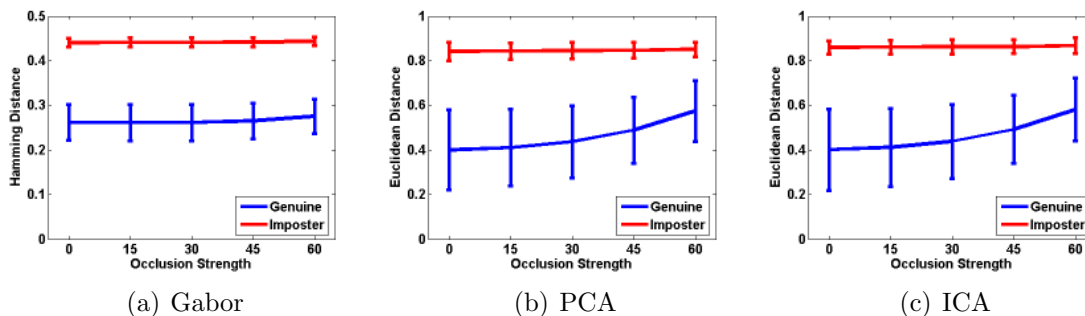 0.5
0.4
0.3
0.2
0.1
0
Hamming Distance
Genuine
Imposter
0 15 30 45 60
Occlusion Strength
(a) Gabor
1
0.8
0.6
0.4
0.2
0
Euclidean Distance
Genuine
Imposter
0 15 30 45 60
Occlusion Strength
(b) PCA
1
0.8
0.6
0.4
0.2
0
Euclidean Distance
Genuine
Imposter
0 15 30 45 60
Occlusion Strength
(c) ICA